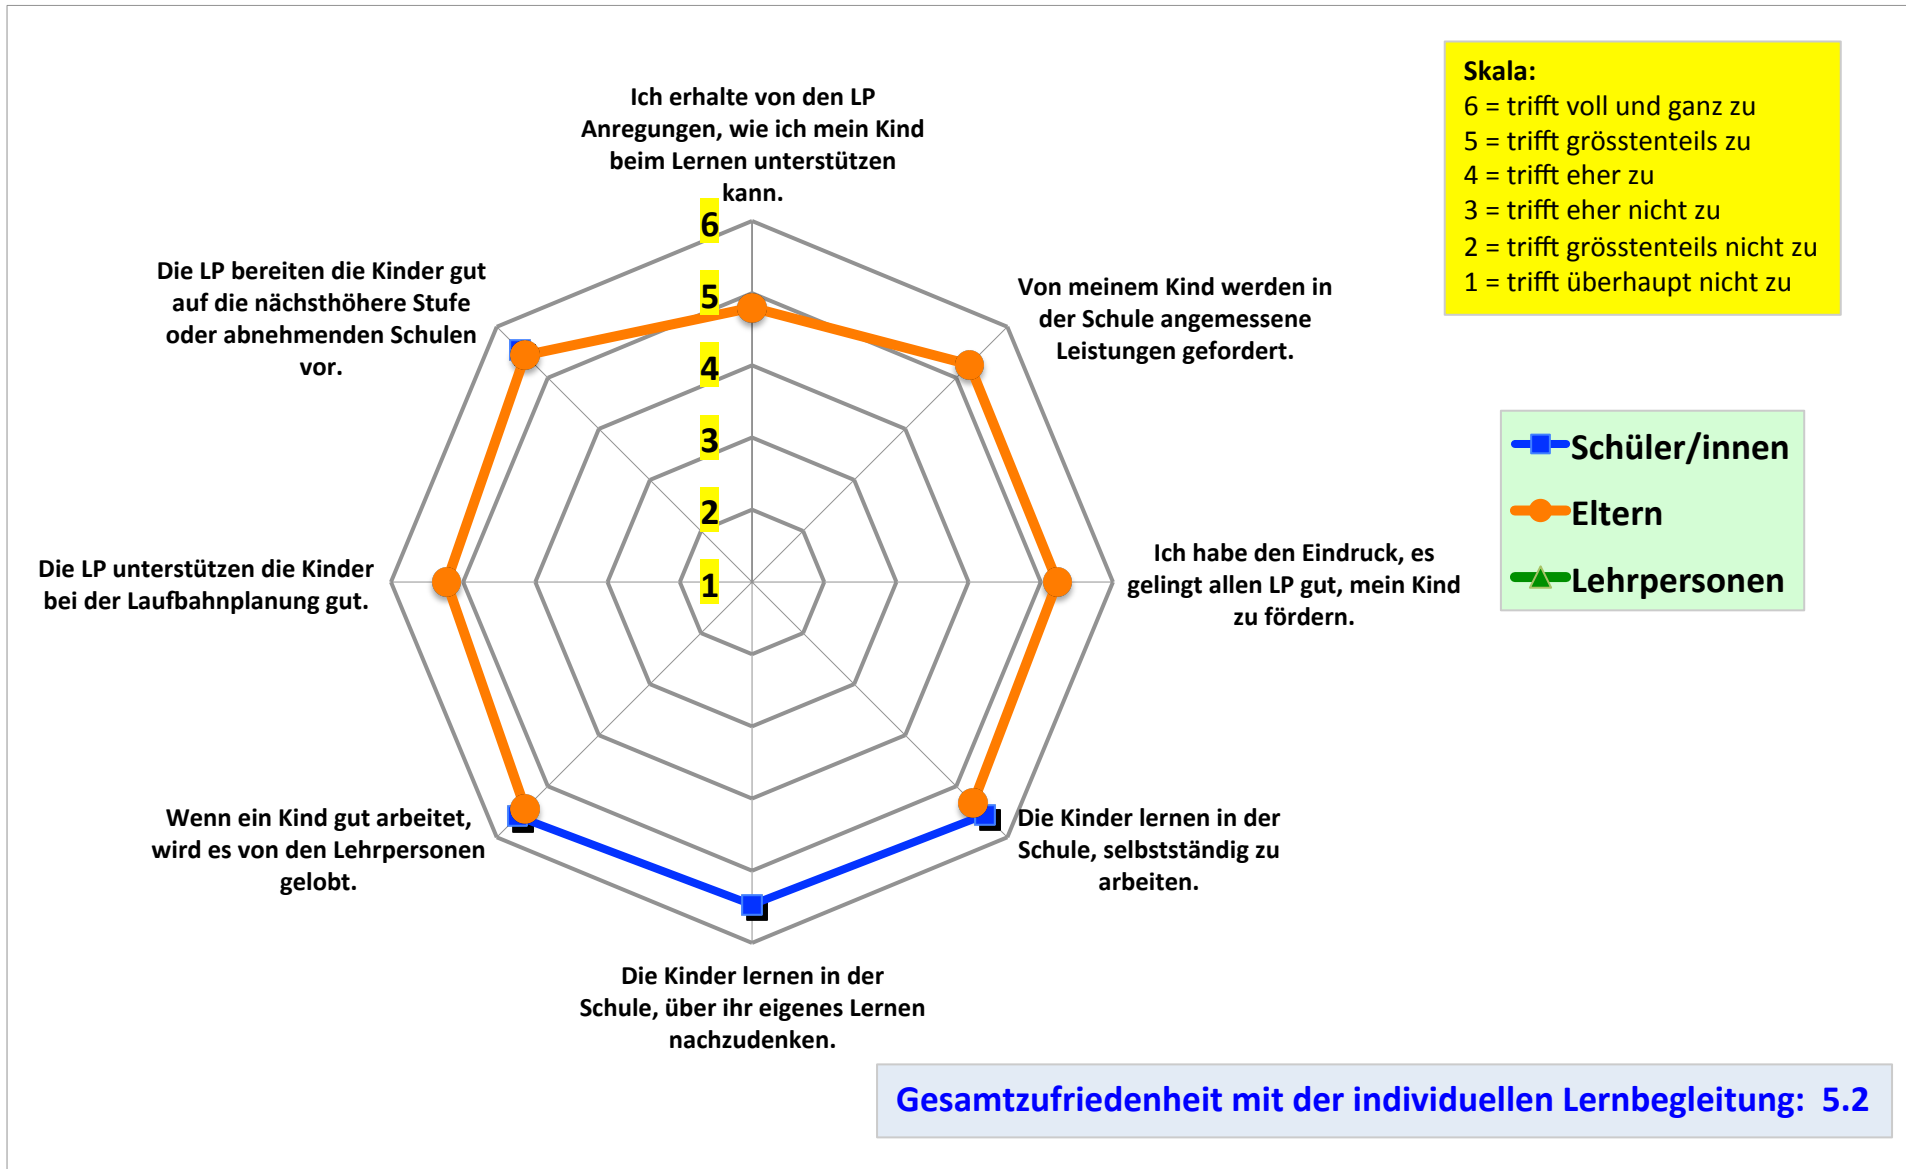 Skala:
6 = trifft voll und ganz zu
5 = trifft grösstenteils zu
4 = trifft eher zu
3 = trifft eher nicht zu
2 = trifft grösstenteils nicht zu
1 = trifft überhaupt nicht zu
Ich erhalte von den LP
Anregungen, wie ich mein Kind
beim Lernen unterstützen
kann.
6
5
4
3
2
1
Von meinem Kind werden in
der Schule angemessene
Leistungen gefordert.
Ich habe den Eindruck, es
gelingt allen LP gut, mein Kind
zu fördern.
Die Kinder lernen in der
Schule, selbstständig zu
arbeiten.
Die Kinder lernen in der
Schule, über ihr eigenes Lernen
nachzudenken.
Wenn ein Kind gut arbeitet,
wird es von den Lehrpersonen
gelobt.
Die LP unterstützen die Kinder
bei der Laufbahnplanung gut.
Die LP bereiten die Kinder gut
auf die nächsthöhere Stufe
oder abnehmenden Schulen
vor.
Schüler/innen
Eltern
Lehrpersonen
Gesamtzufriedenheit mit der individuellen Lernbegleitung: 5.2